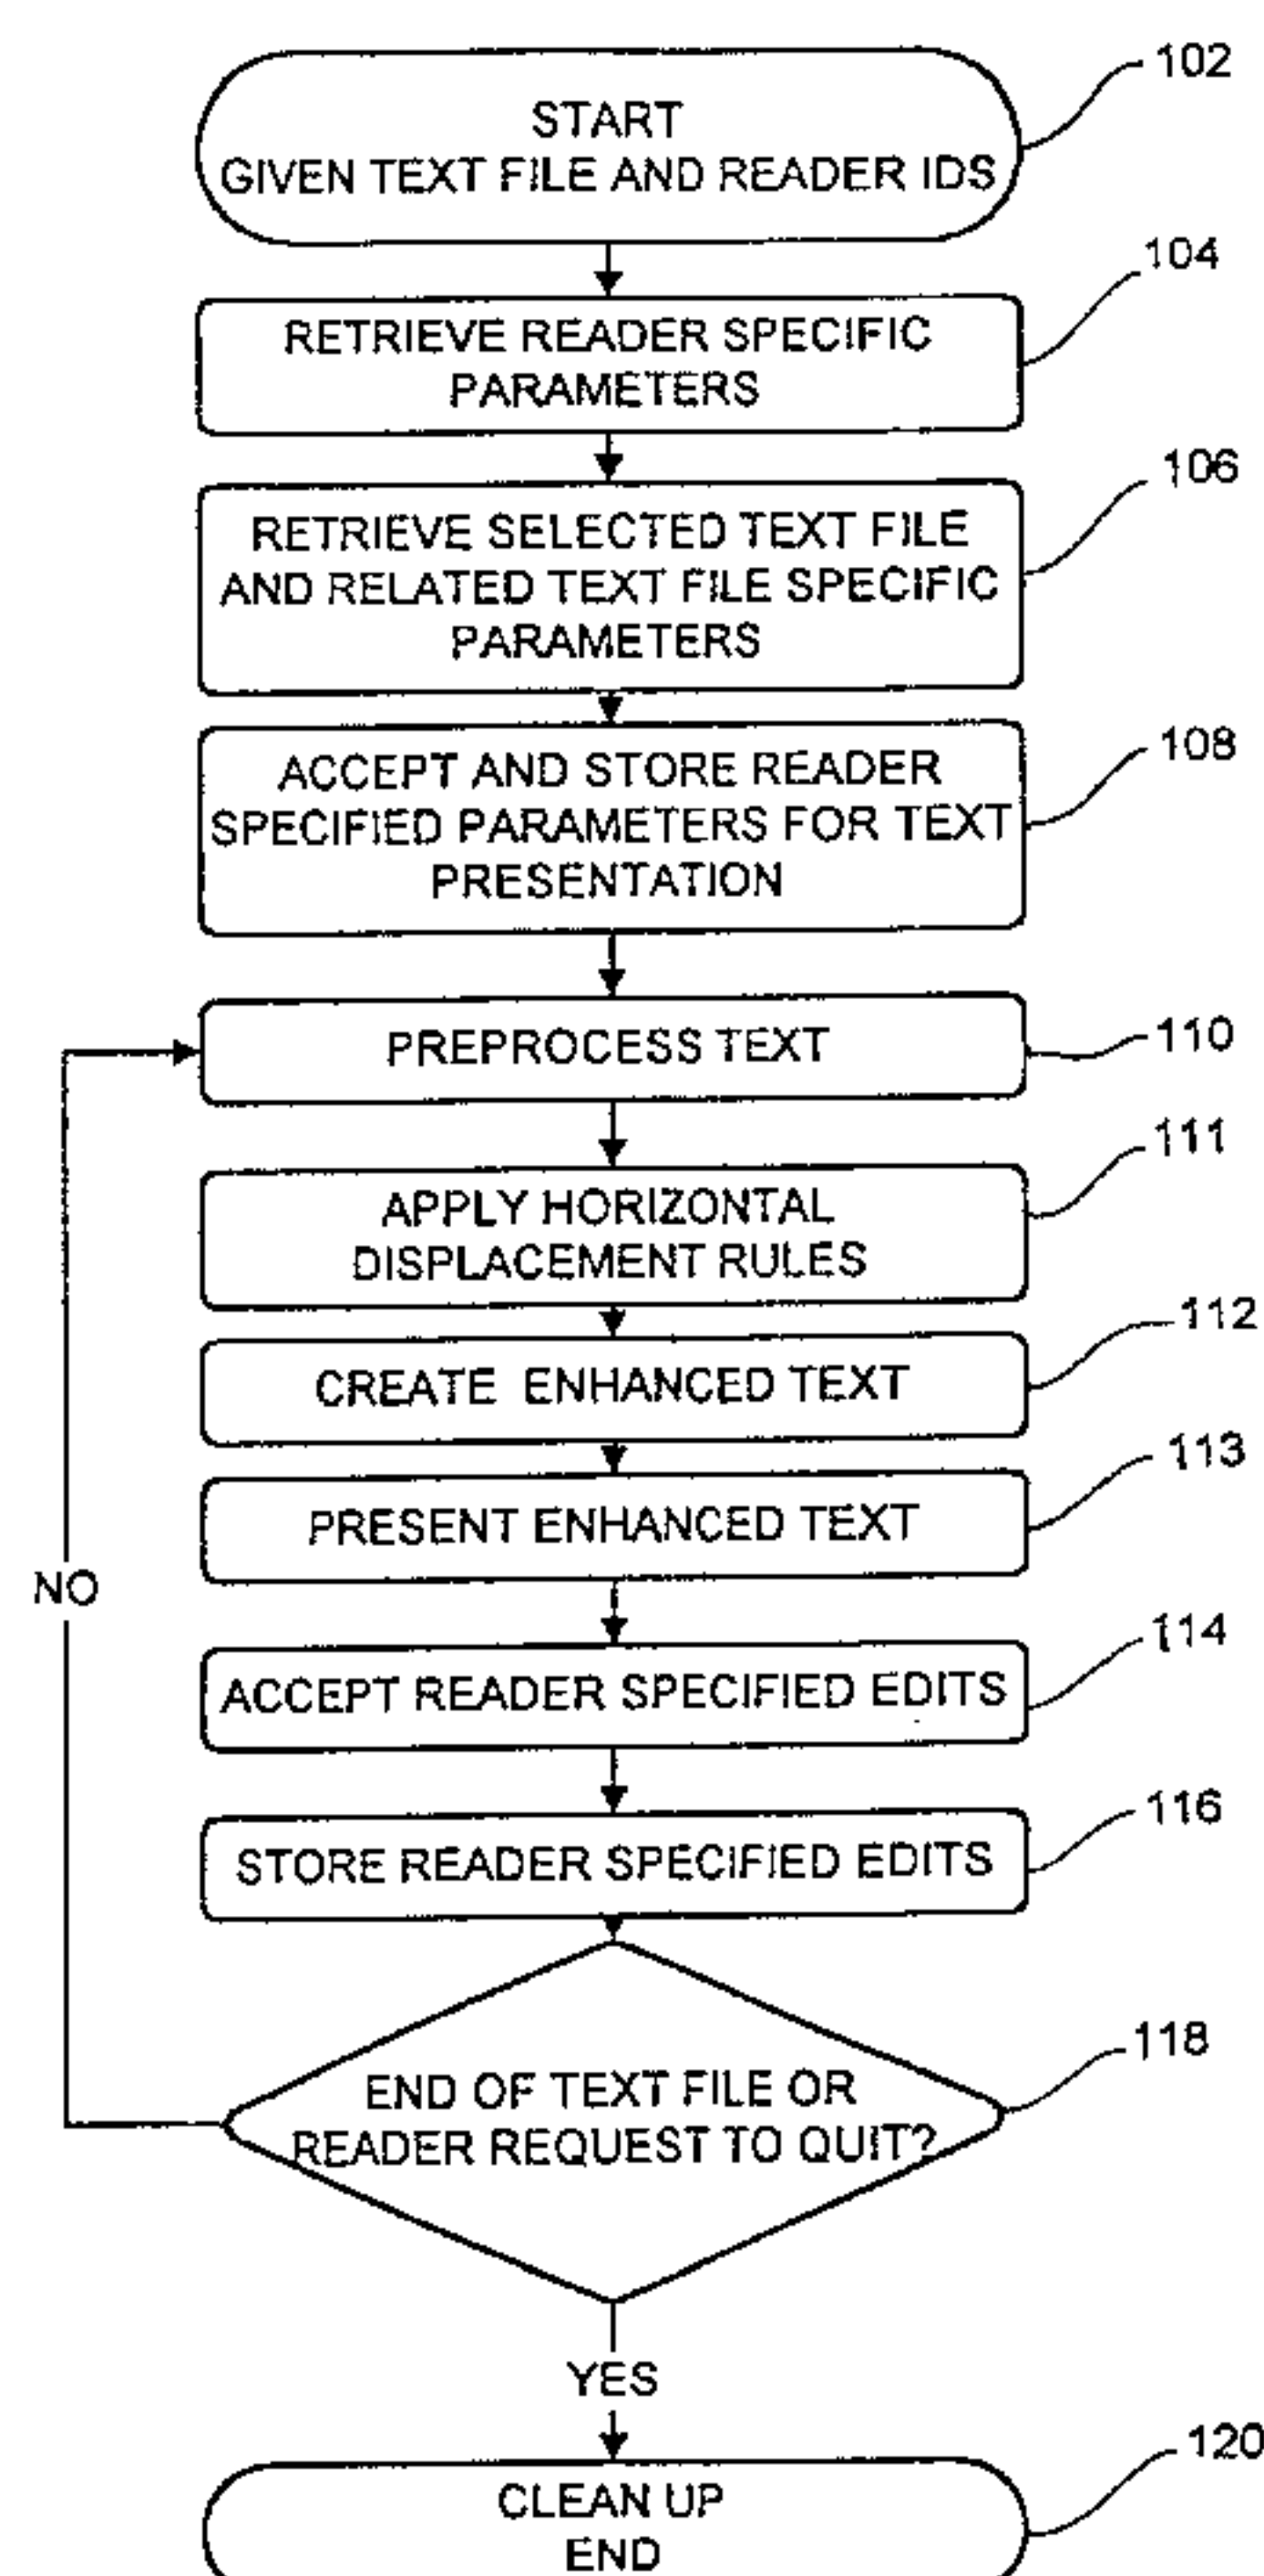 102
START
GIVEN TEXT FILE AND READER IDS
104
RETRIEVE READER SPECIFIC
PARAMETERS
106
RETRIEVE SELECTED TEXT FILE
AND RELATED TEXT FILE SPECIFIC
PARAMETERS
108
ACCEPT AND STORE READER
SPECIFIED PARAMETERS FOR TEXT
PRESENTATION
110
PREPROCESS TEXT
111
APPLY HORIZONTAL
DISPLACEMENT RULES
112
CREATE ENHANCED TEXT
113
PRESENT ENHANCED TEXT
NO
114
ACCEPT READER SPECIFIED EDITS
116
STORE READER SPECIFIED EDITS
118
END OF TEXT FILE OR
READER REQUEST TO QUIT?
YES
120
CLEAN UP
END